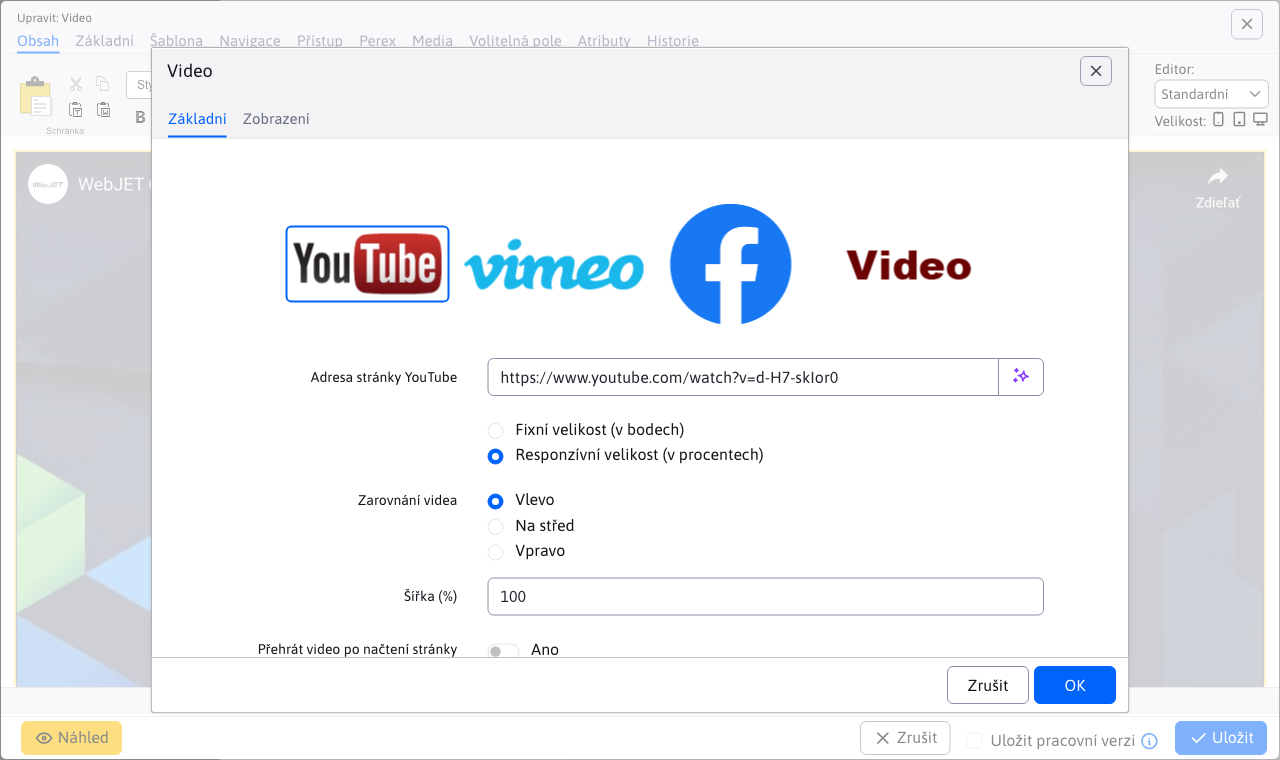 Upravit: Video
Obsah Základní Šablona Navigace Přístup Perex Media Volitelná pole Atributy Historie
Schránka
B
Editor:
Standardní
Velikost:
WebJET
Zdieľať
Video
Základní Zobrazení
YouTube vimeo Video
Adresa stránky YouTube https://www.youtube.com/watch?v=d-H7-skIor0
Fixní velikost (v bodech)
Responzívní velikost (v procentech)
Zarovnání videa Vlevo
Na střed
Vpravo
Šířka (%) 100
Přehrát video po načtení stránky Ano
Zrušit OK
Náhled Zrušit Uložit pracovní verzi Uložit